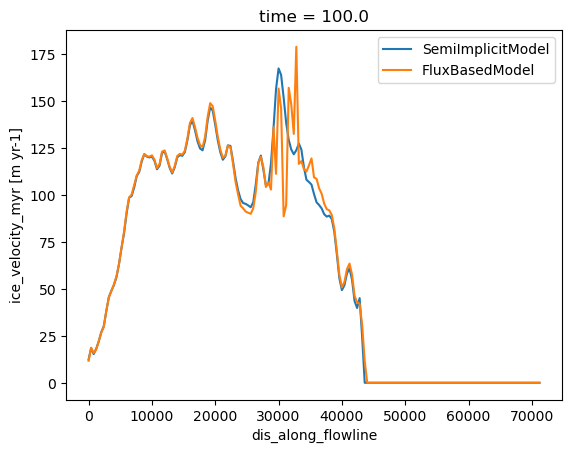 time = 100.0
SemiImplicitModel
FluxBasedModel
ice_velocity_myr [m yr-1]
175
150
125
100
75
50
25
0
0 10000 20000 30000 40000 50000 60000 70000
dis_along_flowline